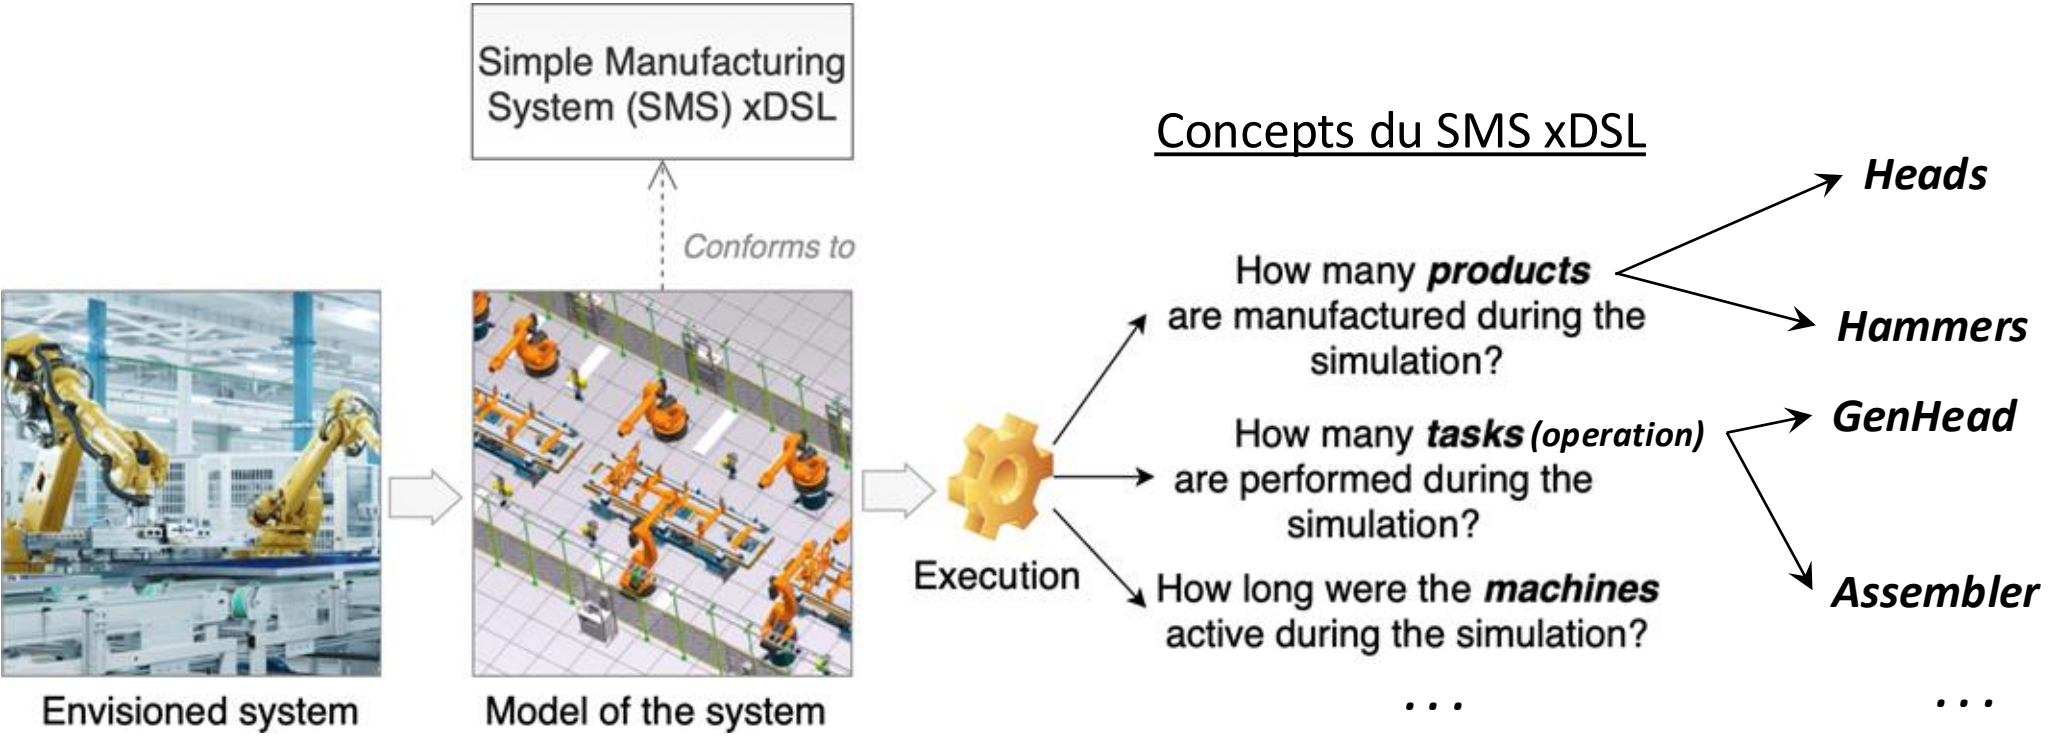 Simple Manufacturing
System (SMS) xDSL
Conforms to
Envisioned system
Model of the system
Execution
Concepts du SMS xDSL
How many products
are manufactured during the
simulation?
How many tasks (operation)
are performed during the
simulation?
How long were the machines
active during the simulation?
...
Heads
Hammers
GenHead
Assembler
...